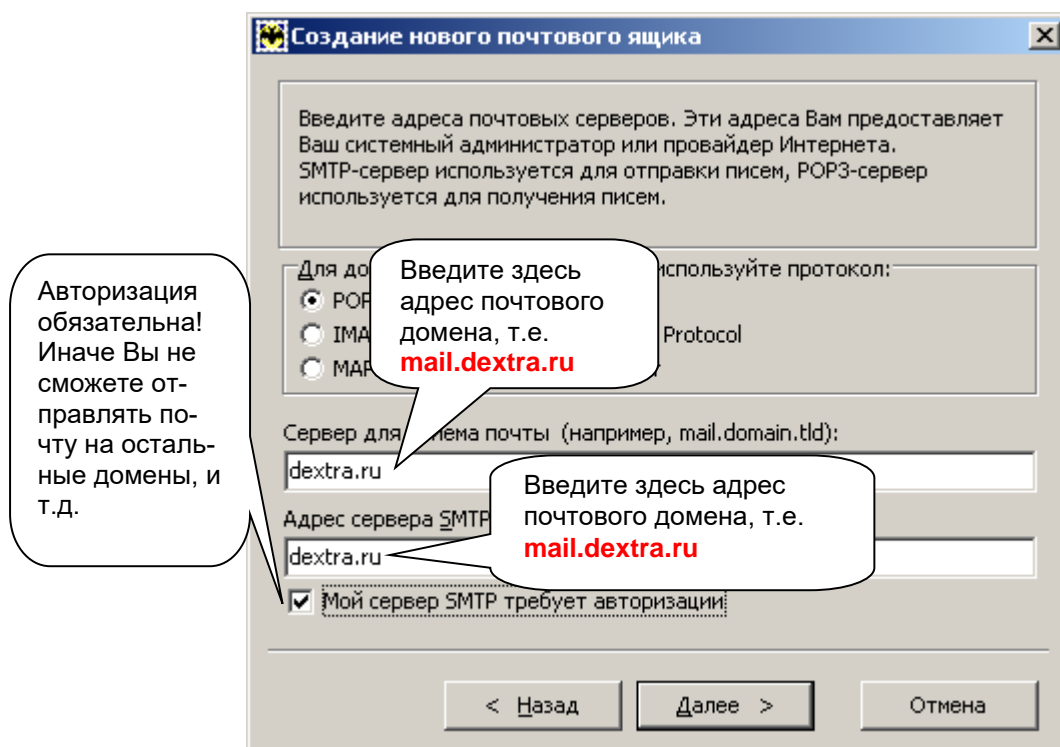 Создание нового почтового ящика
Введите адреса почтовых серверов. Эти адреса Вам предоставляет
Ваш системный администратор или провайдер Интернета.
SMTP-сервер используется для отправки писем, POP3-сервер
используется для получения писем.
Авторизация
обязательна!
Иначе Вы не
сможете от-
правлять по-
чту на осталь-
ные домены, и
т.д.
Для используйте протокол:
Protocol
Введите здесь
адрес почтового
домена, т.е.
mail.dextra.ru
Сервер для почты (например, mail.domain.tld):
dextra.ru
Введите здесь адрес
почтового домена, т.е.
mail.dextra.ru
Адрес сервера SMTP
dextra.ru
Мой сервер SMTP требует авторизации
< Назад
Далее >
Отмена